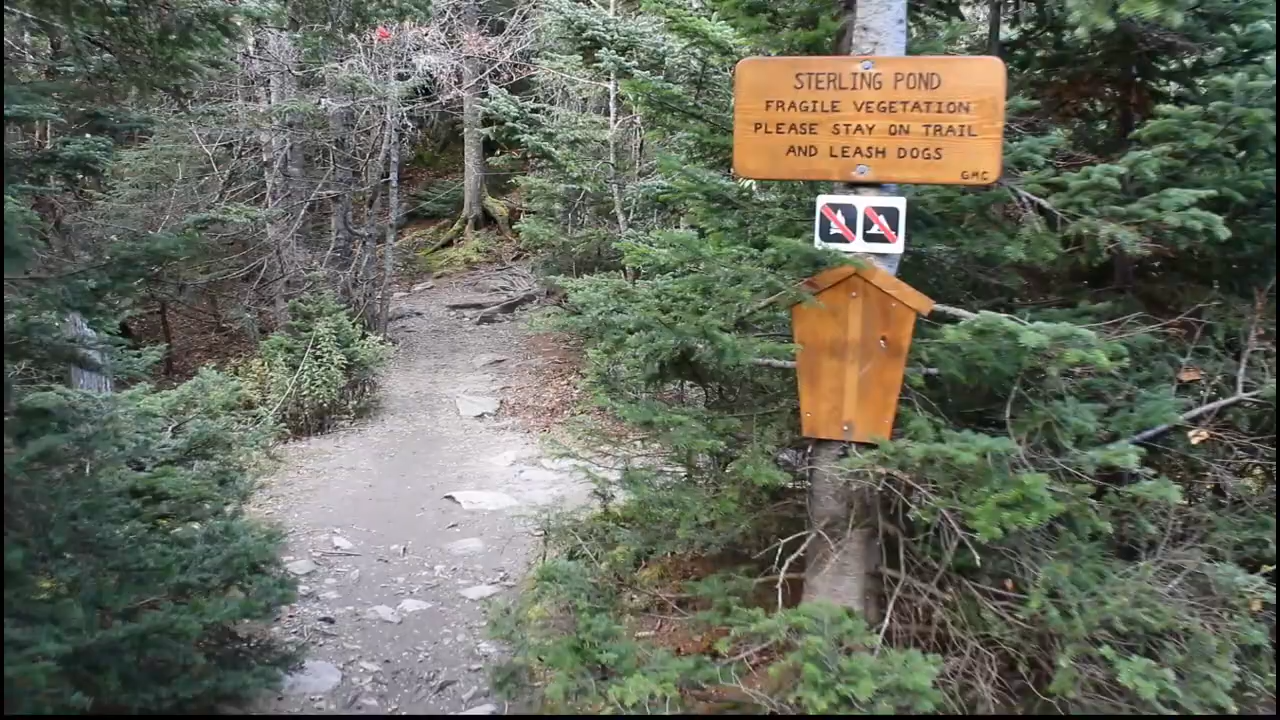 STERLING POND
FRAGILE VEGETATION
PLEASE STAY ON TRAIL
AND LEASH DOGS
GMC